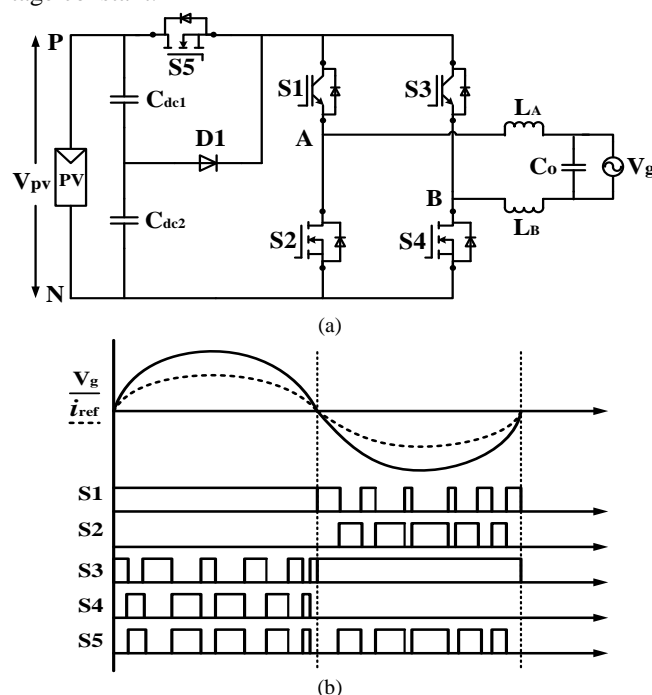 P
S5
S1
S3
Cdc1
D1
A
LA
Vpv
PV
Co
Vg
Cdc2
B
LB
S2
S4
N
(a)
Vg
iref
S1
S2
S3
S4
S5
(b)